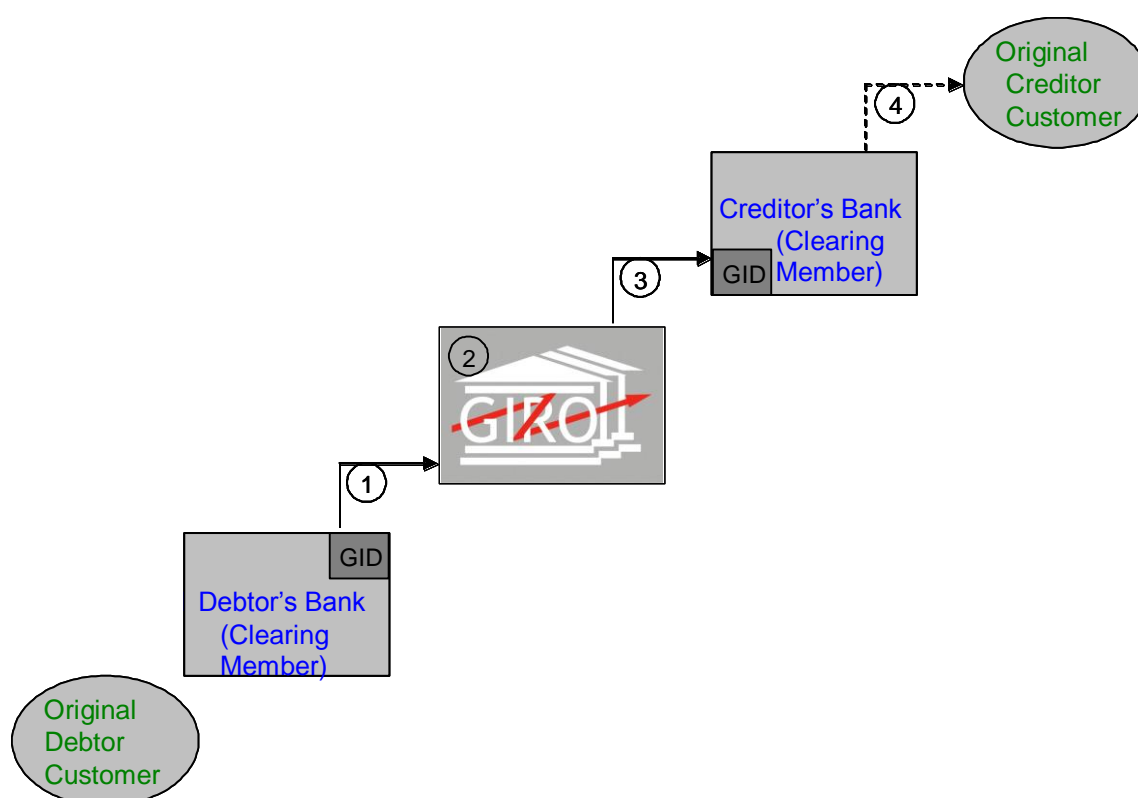 Original
Creditor
Customer
4
Creditor's Bank
(Clearing
GID Member)
3
2
GIRO
1
GID
Debtor's Bank
(Clearing
Member)
Original
Debtor
Customer